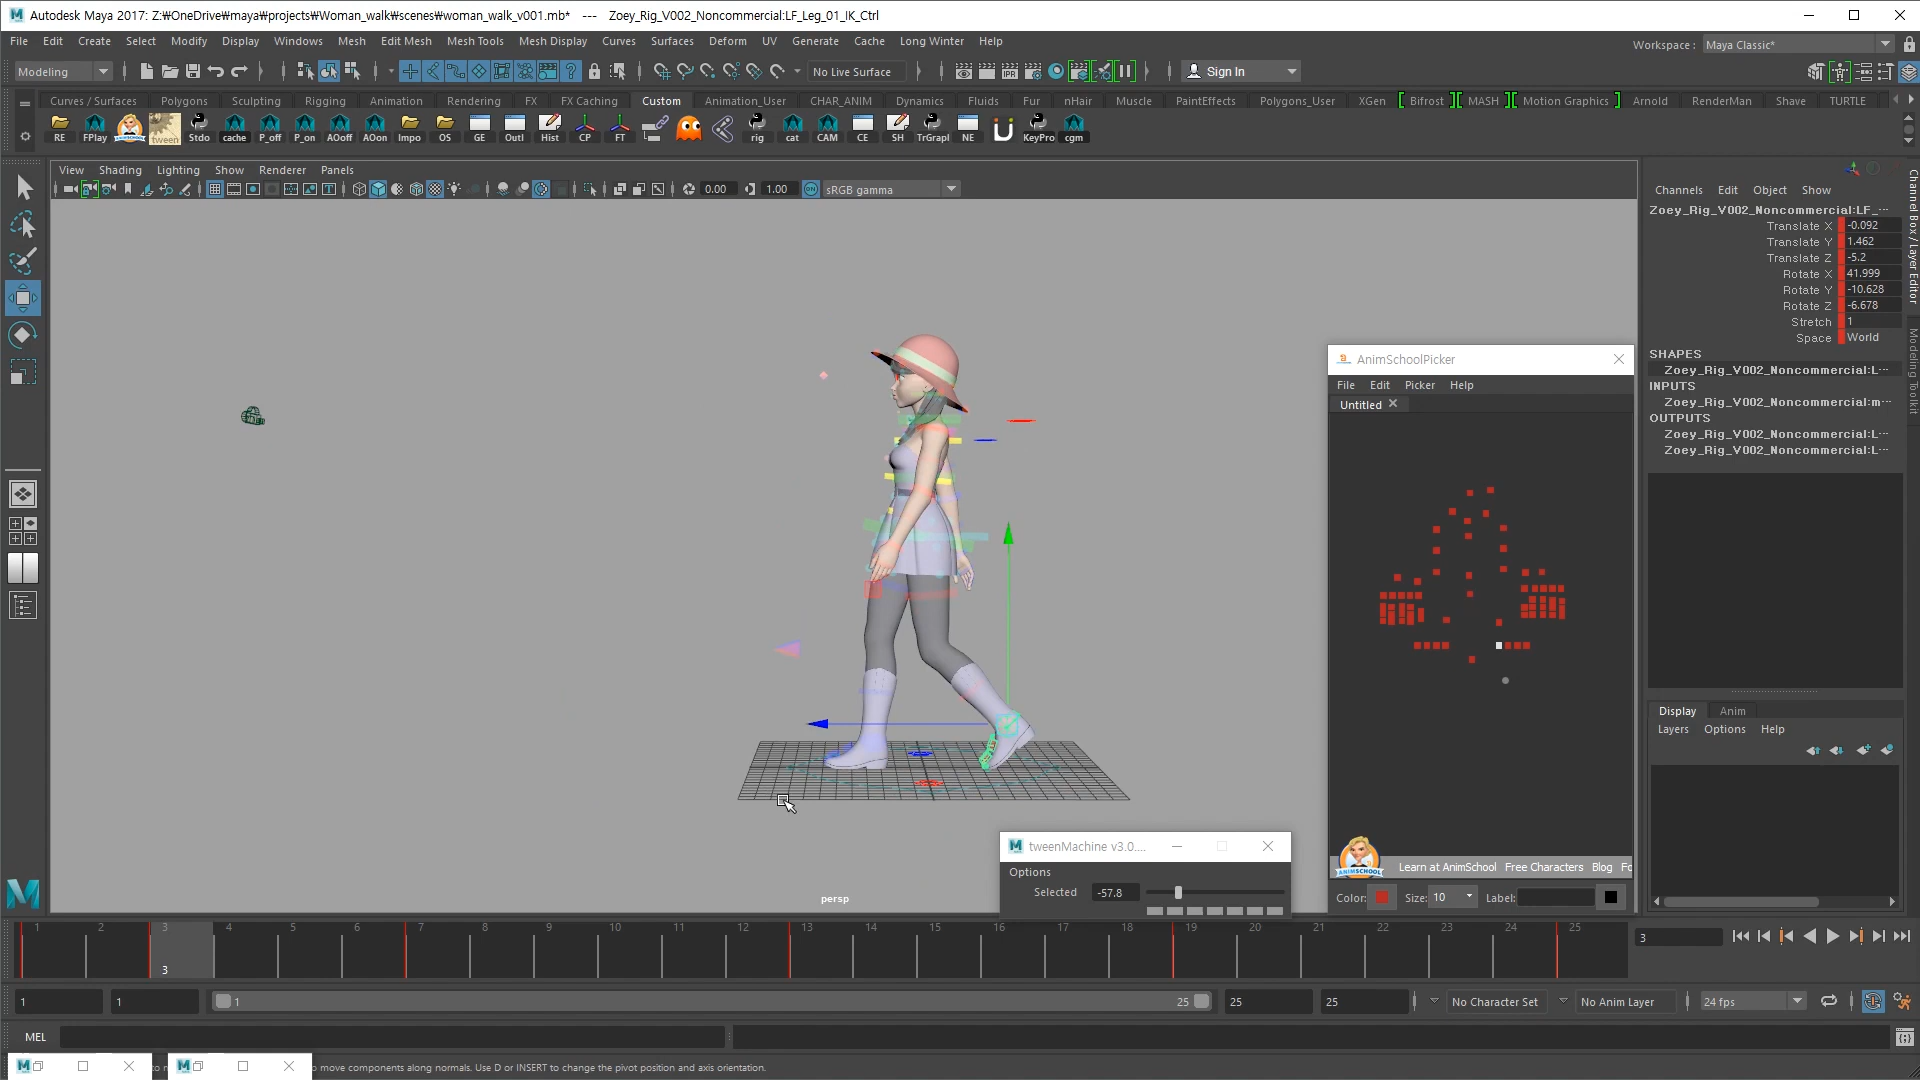 Autodesk Maya 2017: Z:₩OneDrive₩maya₩projects₩Woman_walk₩scenes₩woman_walk_v001.mb* --- Zoey_Rig_V002_Noncommercial:LF_Leg_01_IK_Ctrl
File Edit Create Select Modify Display Windows Mesh Edit Mesh Mesh Tools Mesh Display Curves Surfaces Deform UV Generate Cache Long Winter Help
Workspace : Maya Classic*
Modeling No Live Surface IPR Sign In
Curves / Surfaces Polygons Sculpting Rigging Animation Rendering FX FX Caching Custom Animation_User CHAR_ANIM Dynamics Fluids Fur nHair Muscle PaintEffects Polygons_User XGen Bifrost MASH Motion Graphics Arnold RenderMan Shave TURTLE
RE FPlay tween Stdo cache P_off P_on AOoff AOon Impo OS GE Outl Hist CP FT rig cat CAM CE SH TrGrapl NE KeyPro cgm
View Shading Lighting Show Renderer Panels
0.00 1.00 ON sRGB gamma
Channels Edit Object Show
Zoey_Rig_V002_Noncommercial:LF_···
Translate X -0.092
Translate Y 1.462
Translate Z -5.2
Rotate X 41.999
Rotate Y -10.628
Rotate Z -6.678
Stretch 1
Space World
SHAPES
Zoey_Rig_V002_Noncommercial:L···
INPUTS
Zoey_Rig_V002_Noncommercial:m···
OUTPUTS
Zoey_Rig_V002_Noncommercial:L···
Zoey_Rig_V002_Noncommercial:L···
Channel Box / Layer Editor
Modeling Toolkit
AnimSchoolPicker
File Edit Picker Help
Untitled
ANIMSCHOOL Learn at AnimSchool Free Characters Blog Fo
Color: Size: 10 Label:
Display Anim
Layers Options Help
tweenMachine v3.0....
Options
Selected -57.8
persp
1 2 3 4 5 6 7 8 9 10 11 12 13 14 15 16 17 18 19 20 21 22 23 24 25
3
3
1 1 1 25 25 25 No Character Set No Anim Layer 24 fps
MEL
move components along normals. Use D or INSERT to change the pivot position and axis orientation.